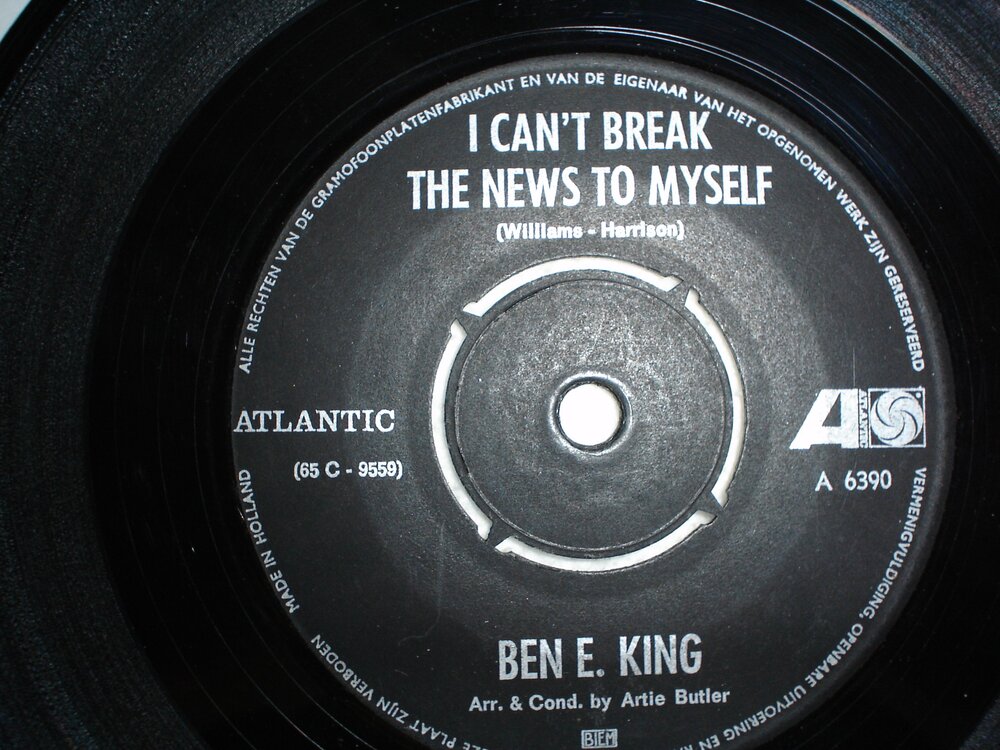 ALLE RECHTEN VAN DE GRAMOFOONPLATENFABRIKANT EN VAN DE EIGENAAR VAN HET OPGENOMEN WERK ZIJN GERESERVEERD
I CAN'T BREAK
THE NEWS TO MYSELF
(Williams - Harrison)
ATLANTIC
(65 C - 9559)
ATLANTIC
A 6390
MADE IN HOLLAND
VERMENIGVULDIGING, OPENBARE UITVOERING EN
PLAAT ZIJN VERBODEN
BEN E. KING
Arr. & Cond. by Artie Butler
BIEM